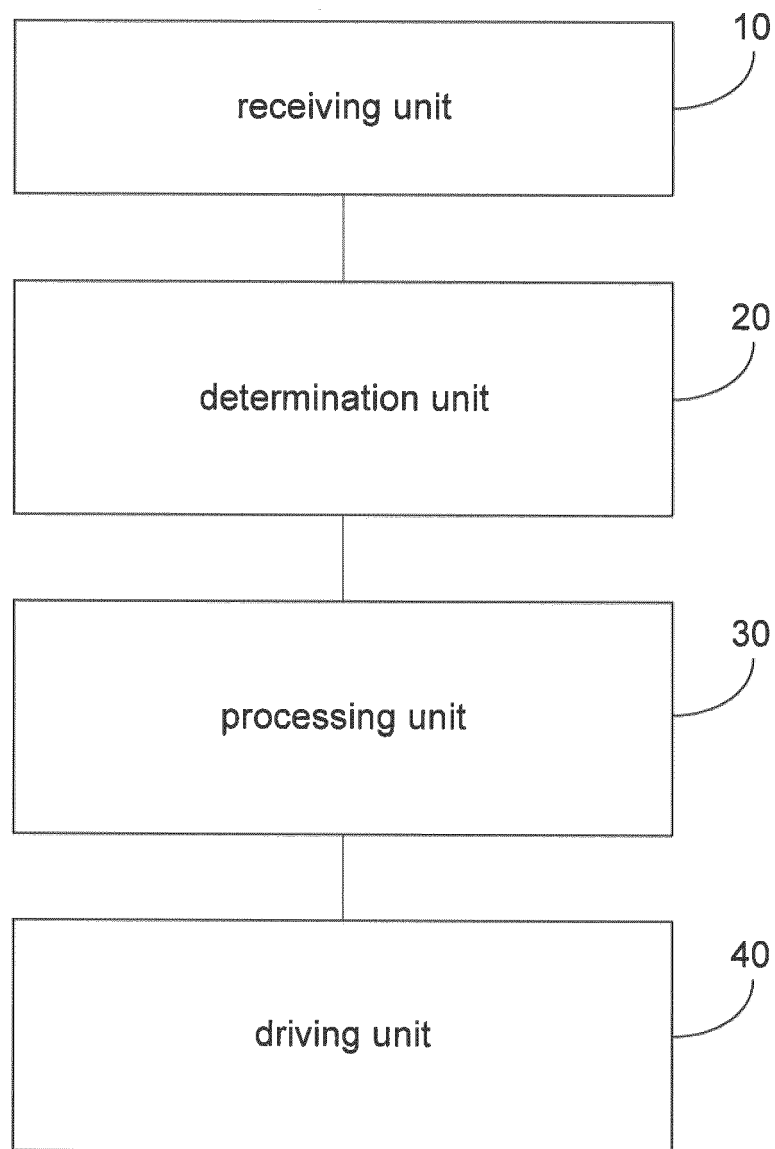 10
receiving unit
20
determination unit
30
processing unit
40
driving unit